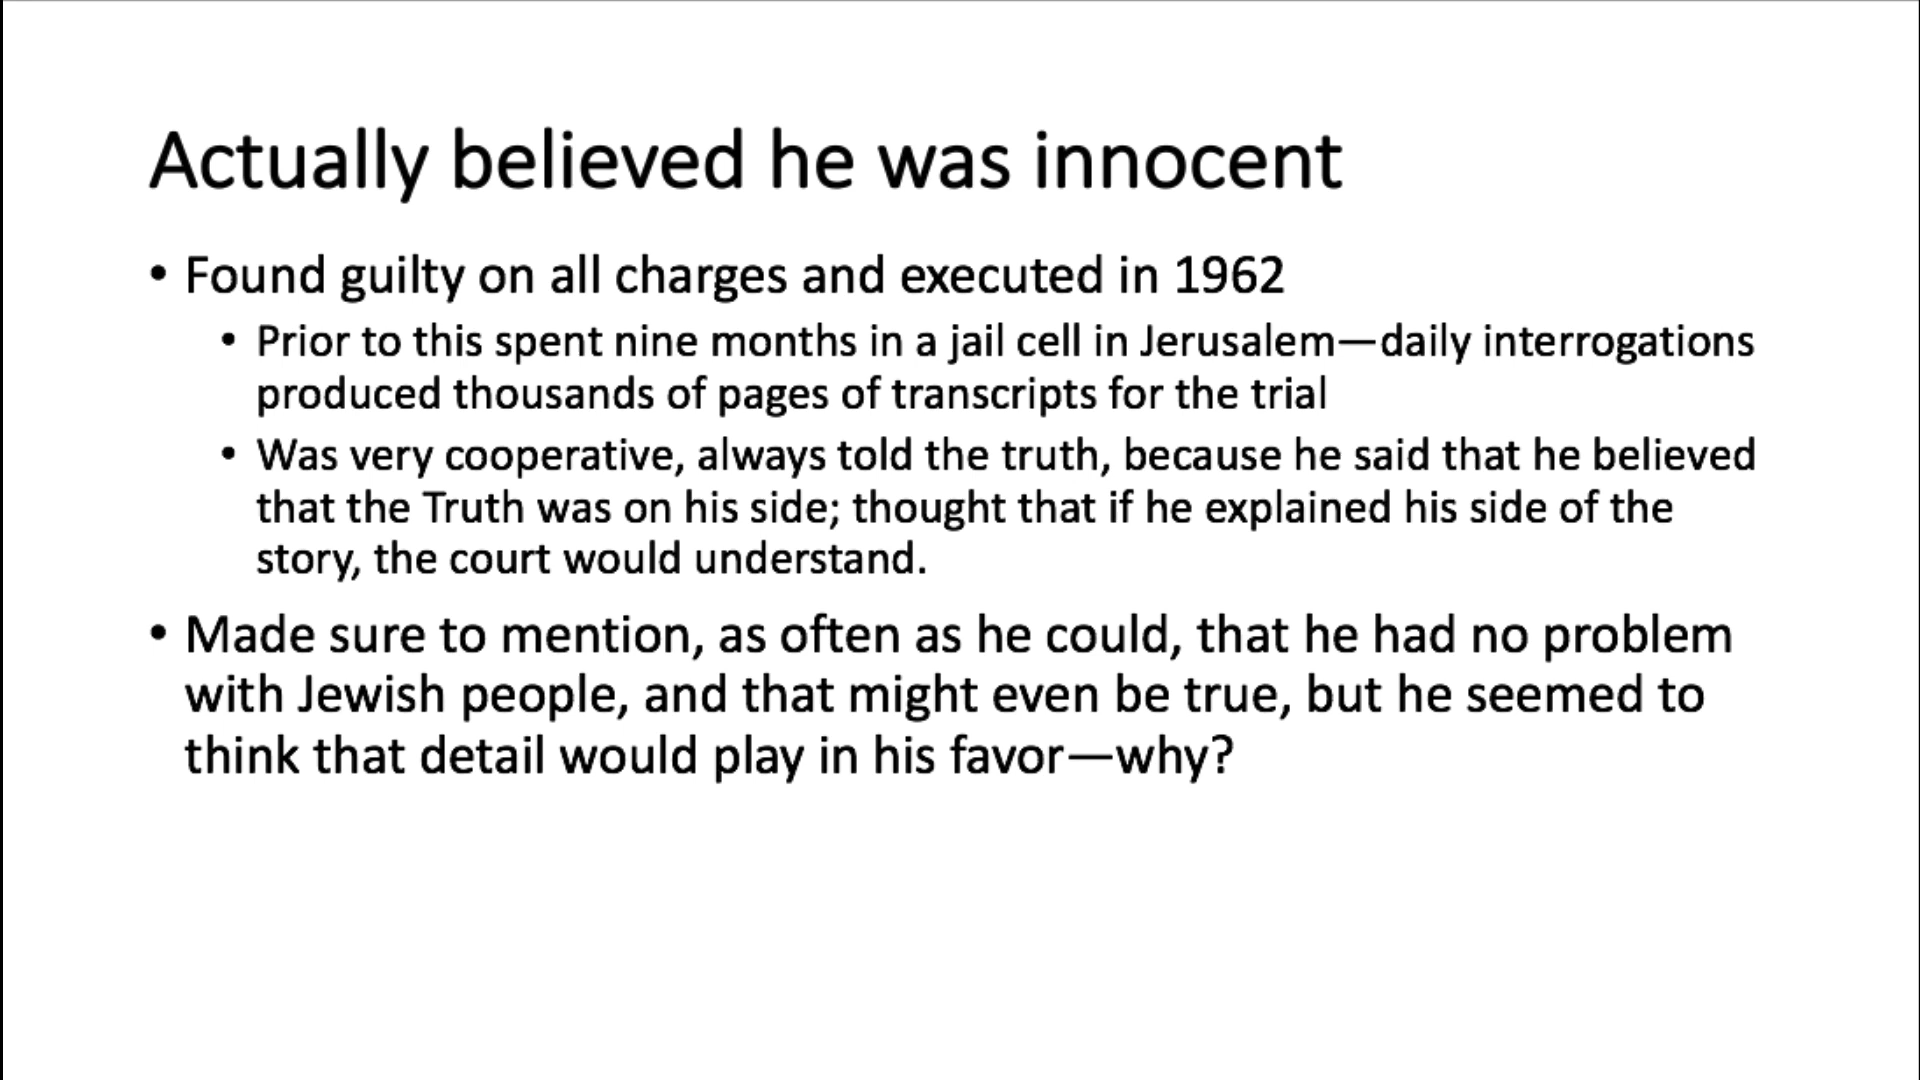 Actually believed he was innocent
• Found guilty on all charges and executed in 1962
• Prior to this spent nine months in a jail cell in Jerusalem—daily interrogations
produced thousands of pages of transcripts for the trial
• Was very cooperative, always told the truth, because he said that he believed
that the Truth was on his side; thought that if he explained his side of the
story, the court would understand.
• Made sure to mention, as often as he could, that he had no problem
with Jewish people, and that might even be true, but he seemed to
think that detail would play in his favor—why?